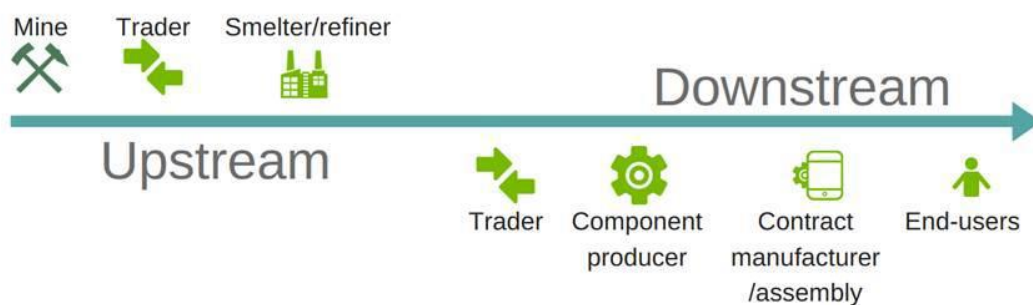 Mine Trader Smelter/refiner
Downstream
Upstream
Trader Component producer Contract manufacturer /assembly End-users